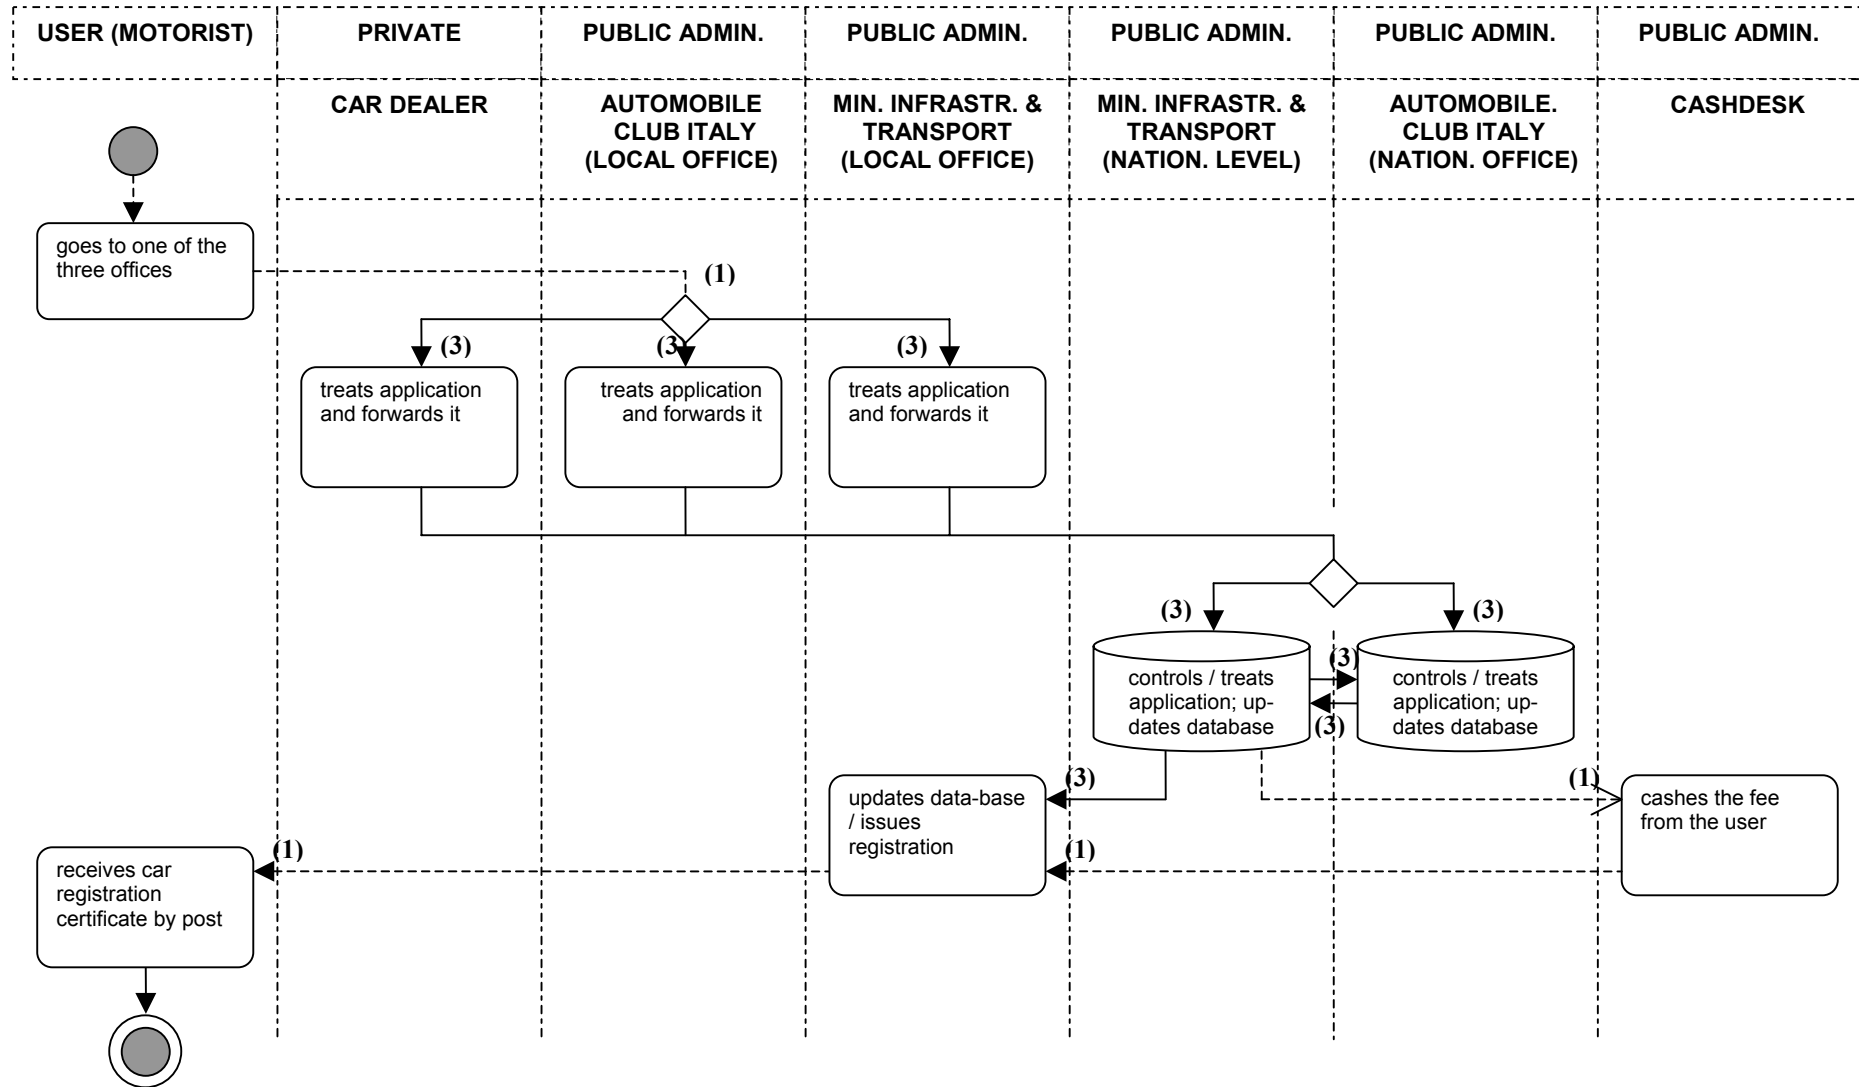 USER (MOTORIST)
PRIVATE
PUBLIC ADMIN.
PUBLIC ADMIN.
PUBLIC ADMIN.
PUBLIC ADMIN.
PUBLIC ADMIN.
CAR DEALER
AUTOMOBILE
CLUB ITALY
(LOCAL OFFICE)
MIN. INFRASTR. &
TRANSPORT
(LOCAL OFFICE)
MIN. INFRASTR. &
TRANSPORT
(NATION. LEVEL)
AUTOMOBILE.
CLUB ITALY
(NATION. OFFICE)
CASHDESK
goes to one of the
three offices
(1)
(3)
(3
(3)
treats application
and forwards it
treats application
and forwards it
treats application
and forwards it
(3)
(3)
controls / treats
application; up-
dates database
(3)
(3)
controls / treats
application; up-
dates database
(3)
(1)
updates data-base
/ issues
registration
cashes the fee
from the user
(1)
(1)
receives car
registration
certificate by post